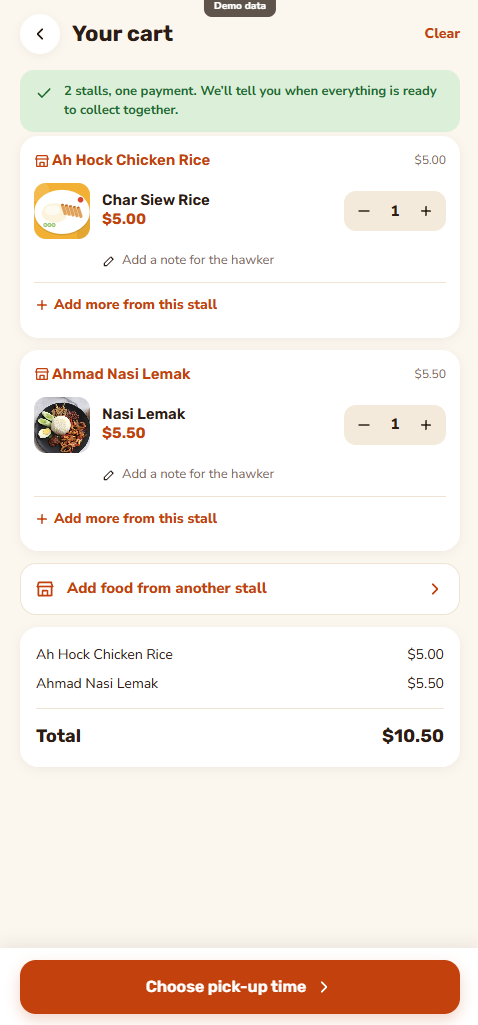 Demo data
Your cart
Clear
2 stalls, one payment. We'll tell you when everything is ready
to collect together.
Ah Hock Chicken Rice
$5.00
Char Siew Rice
$5.00
1
Add a note for the hawker
Add more from this stall
Ahmad Nasi Lemak
$5.50
Nasi Lemak
$5.50
1
Add a note for the hawker
Add more from this stall
Add food from another stall
Ah Hock Chicken Rice $5.00
Ahmad Nasi Lemak $5.50
Total $10.50
Choose pick-up time